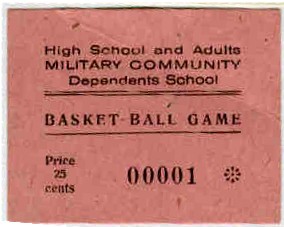 High School and Adults
MILITARY COMMUNITY
Dependents School
BASKET-BALL GAME
Price
25
cents
00001